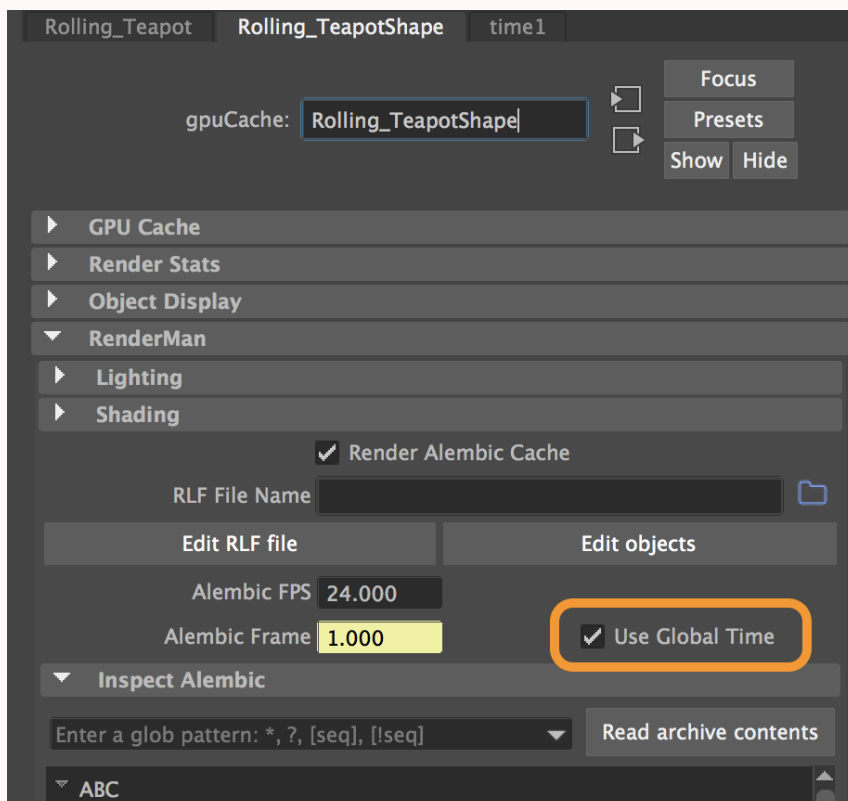 Rolling_Teapot Rolling_TeapotShape time1
Focus
gpuCache: Rolling_TeapotShape Presets
Show Hide
GPU Cache
Render Stats
Object Display
RenderMan
Lighting
Shading
Render Alembic Cache
RLF File Name
Edit RLF file Edit objects
Alembic FPS 24.000
Alembic Frame 1.000 Use Global Time
Inspect Alembic
Enter a glob pattern: *, ?, [seq], [!seq] Read archive contents
ABC